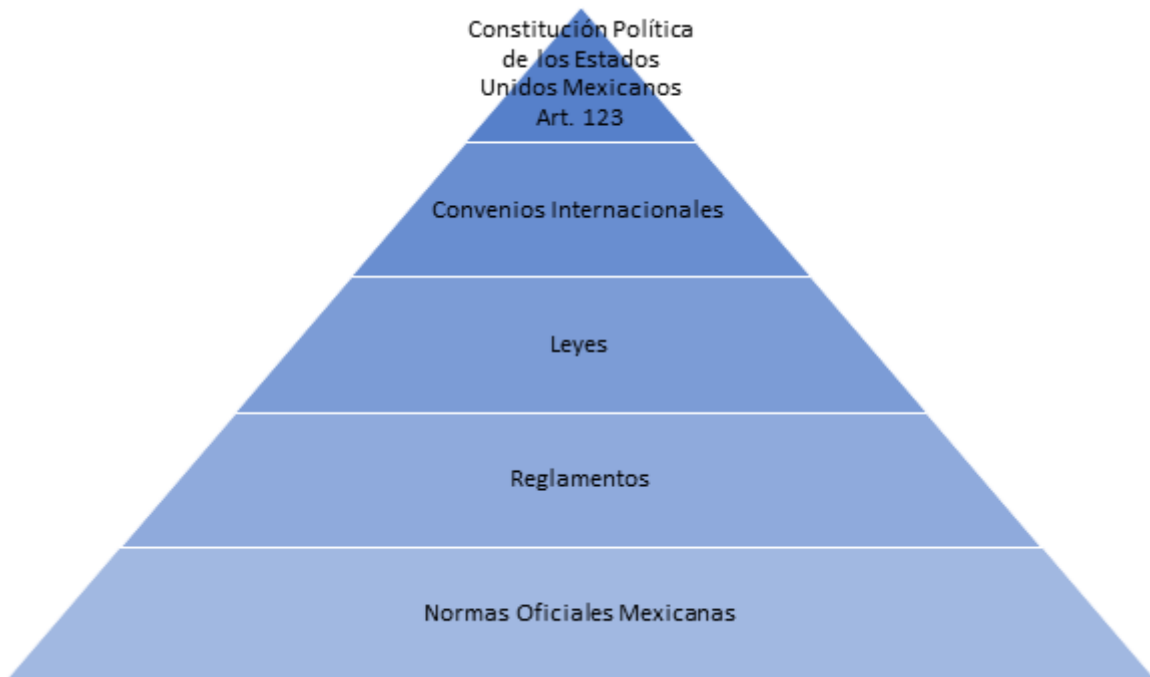 Constitución Política
de los Estados
Unidos Mexicanos
Art. 123
Convenios Internacionales
Leyes
Reglamentos
Normas Oficiales Mexicanas